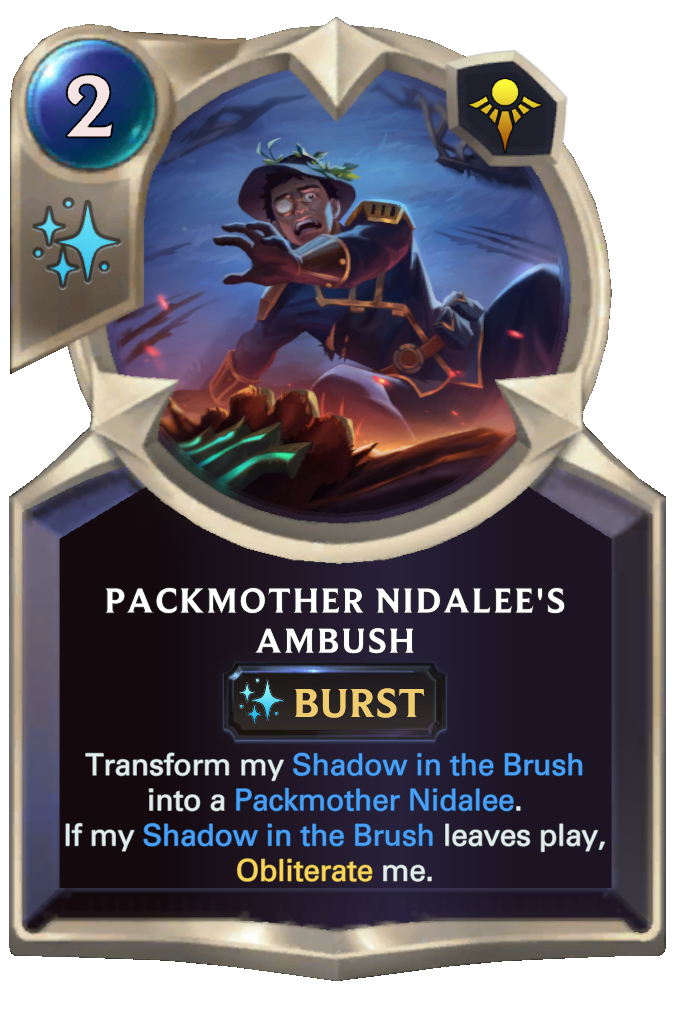 2
PACKMOTHER NIDALEE'S
AMBUSH
BURST
Transform my Shadow in the Brush
into a Packmother Nidalee.
If my Shadow in the Brush leaves play,
Obliterate me.